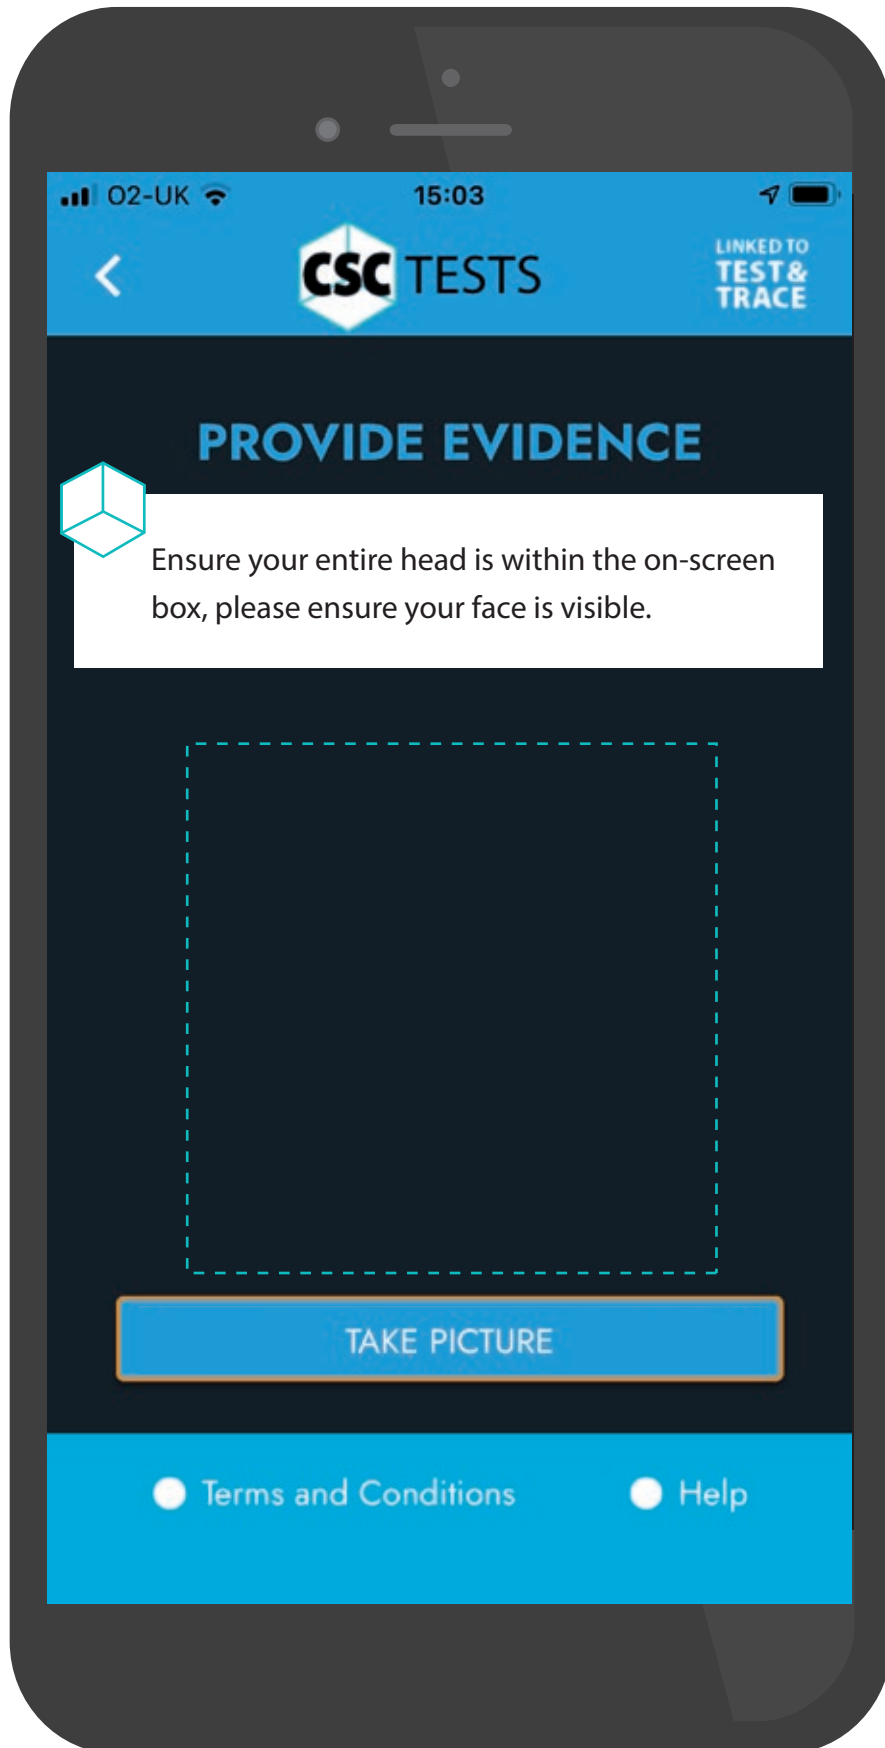 O2-UK 15:03
CSC TESTS
LINKED TO
TEST &
TRACE
PROVIDE EVIDENCE
Ensure your entire head is within the on-screen
box, please ensure your face is visible.
TAKE PICTURE
Terms and Conditions Help